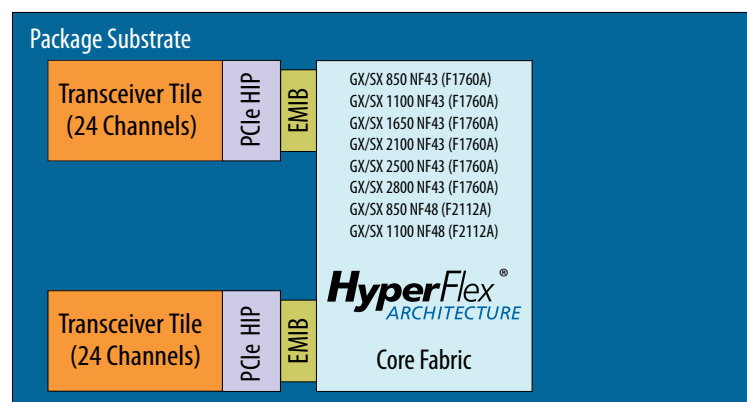 Package Substrate
Transceiver Tile
(24 Channels)
PCIe HIP
EMIB
GX/SX 850 NF43 (F1760A)
GX/SX 1100 NF43 (F1760A)
GX/SX 1650 NF43 (F1760A)
GX/SX 2100 NF43 (F1760A)
GX/SX 2500 NF43 (F1760A)
GX/SX 2800 NF43 (F1760A)
GX/SX 850 NF48 (F2112A)
GX/SX 1100 NF48 (F2112A)
HyperFlex®
ARCHITECTURE
Core Fabric
Transceiver Tile
(24 Channels)
PCIe HIP
EMIB